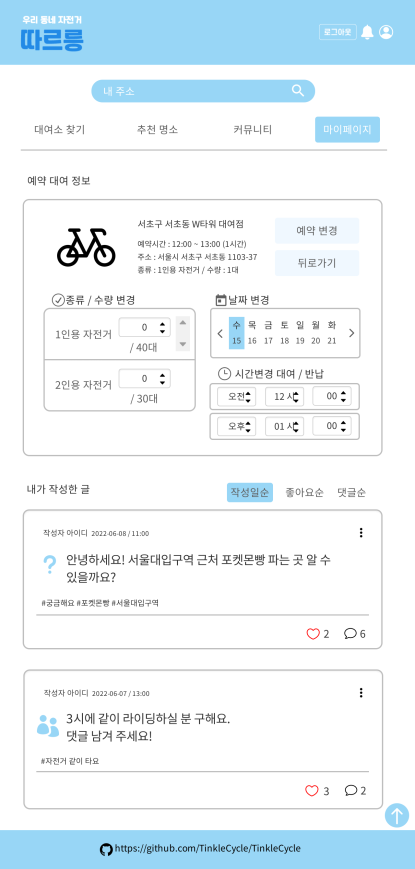 우리 동네 자전거
따르릉
로그아웃
내 주소
대여소 찾기
추천 명소
커뮤니티
마이페이지
예약 대여 정보
서초구 서초동 W타워 대여점
예약시간 : 12:00 ~ 13:00 (1시간)
주소 : 서울시 서초구 서초동 1103-37
종류 : 1인용 자전거 / 수량 : 1대
예약 변경
뒤로가기
종류 / 수량 변경
1인용 자전거
0
/ 40대
2인용 자전거
0
/ 30대
날짜 변경
수 목 금 토 일 월 화
15 16 17 18 19 20 21
시간변경 대여 / 반납
오전 12 시 00
오후 01 시 00
내가 작성한 글
작성일순 좋아요순 댓글순
작성자 아이디 2022-06-08 / 11:00
안녕하세요! 서울대입구역 근처 포켓몬빵 파는 곳 알 수
있을까요?
#궁금해요 #포켓몬빵 #서울대입구역
2 6
작성자 아이디 2022-06-07 / 13:00
3시에 같이 라이딩하실 분 구해요.
댓글 남겨 주세요!
#자전거 같이 타요
3 2
https://github.com/TinkleCycle/TinkleCycle